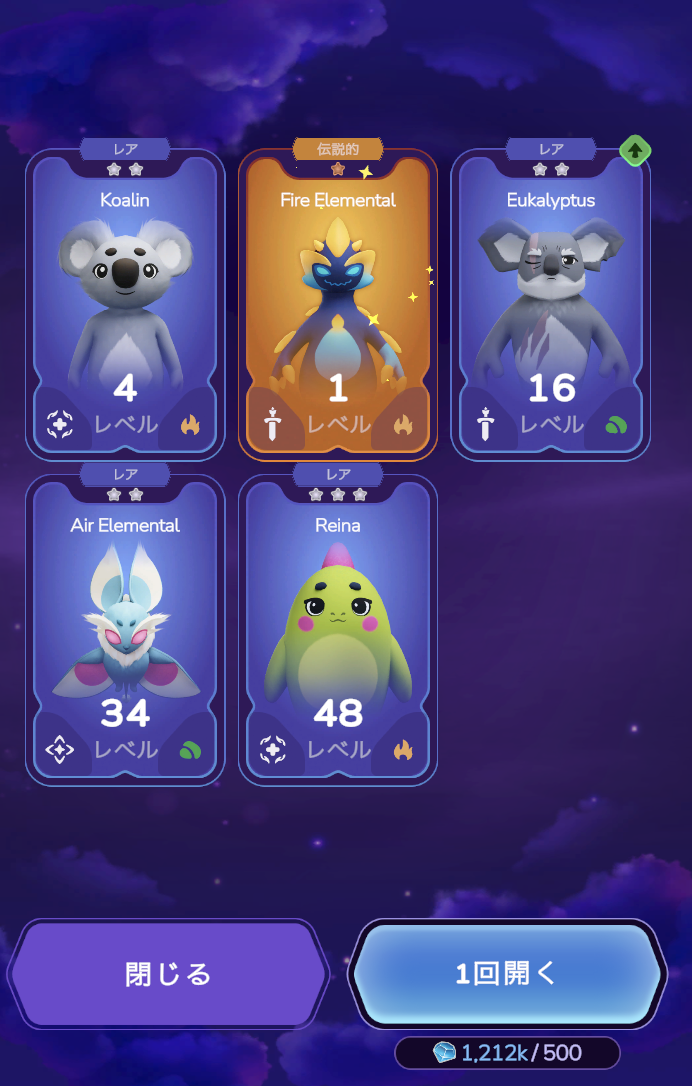 レア
Koalin
4
レベル
伝説的
Fire Elemental
1
レベル
レア
Eukalyptus
16
レベル
レア
Air Elemental
34
レベル
レア
Reina
48
レベル
閉じる
1回開く
1,212k/500